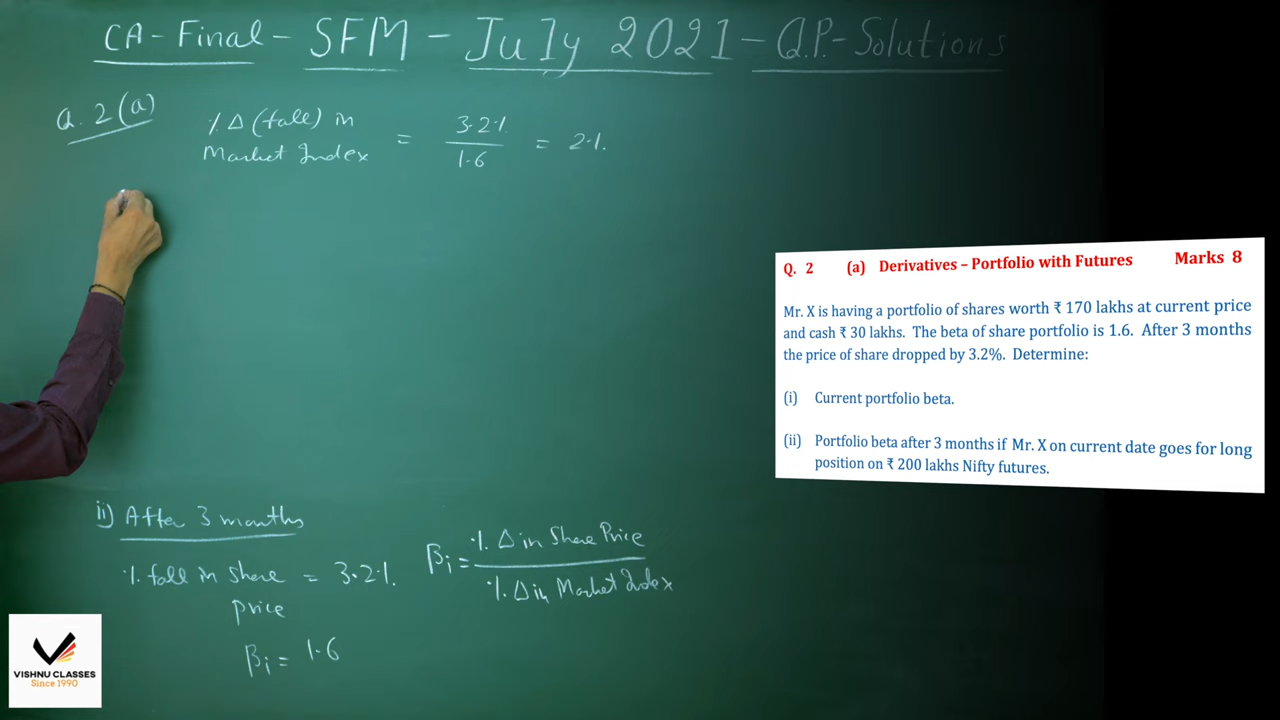 CA-Final-SFM-July 2021-Q.P.-Solutions
Q. 2(a)
% Δ (fall) in
Market Index = 3.2% / 1.6 = 2%
ii) After 3 months
% fall in share = 3.2%
price
βi = 1.6
βi = % Δ in Share Price
% Δ in Market Index
Q. 2 (a) Derivatives – Portfolio with Futures Marks 8
Mr. X is having a portfolio of shares worth ₹ 170 lakhs at current price
and cash ₹ 30 lakhs. The beta of share portfolio is 1.6. After 3 months
the price of share dropped by 3.2%. Determine:
(i) Current portfolio beta.
(ii) Portfolio beta after 3 months if Mr. X on current date goes for long
position on ₹ 200 lakhs Nifty futures.
VISHNU CLASSES
Since 1990